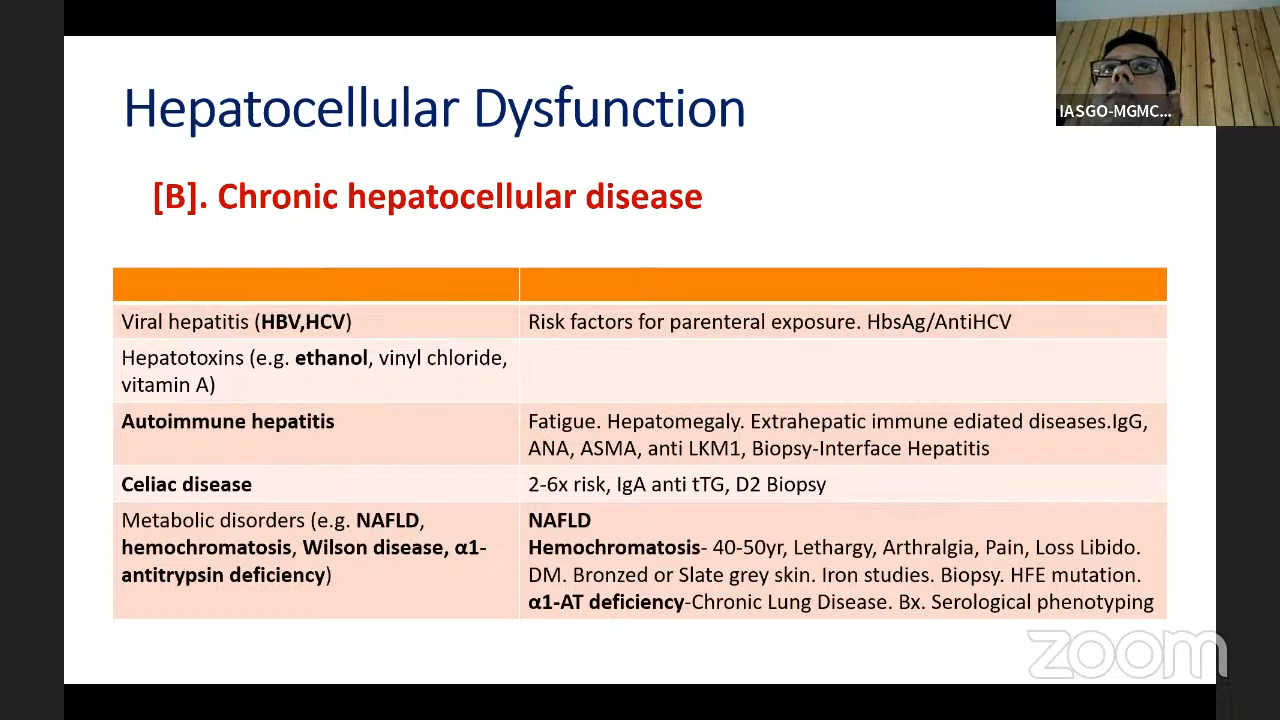 Hepatocellular Dysfunction
IASGO-MGMC...
[B]. Chronic hepatocellular disease
Viral hepatitis (HBV,HCV)
Risk factors for parenteral exposure. HbsAg/AntiHCV
Hepatotoxins (e.g. ethanol, vinyl chloride,
vitamin A)
Autoimmune hepatitis
Fatigue. Hepatomegaly. Extrahepatic immune ediated diseases.IgG,
ANA, ASMA, anti LKM1, Biopsy-Interface Hepatitis
Celiac disease
2-6x risk, IgA anti tTG, D2 Biopsy
Metabolic disorders (e.g. NAFLD,
hemochromatosis, Wilson disease, α1-
antitrypsin deficiency)
NAFLD
Hemochromatosis- 40-50yr, Lethargy, Arthralgia, Pain, Loss Libido.
DM. Bronzed or Slate grey skin. Iron studies. Biopsy. HFE mutation.
α1-AT deficiency-Chronic Lung Disease. Bx. Serological phenotyping
zoom